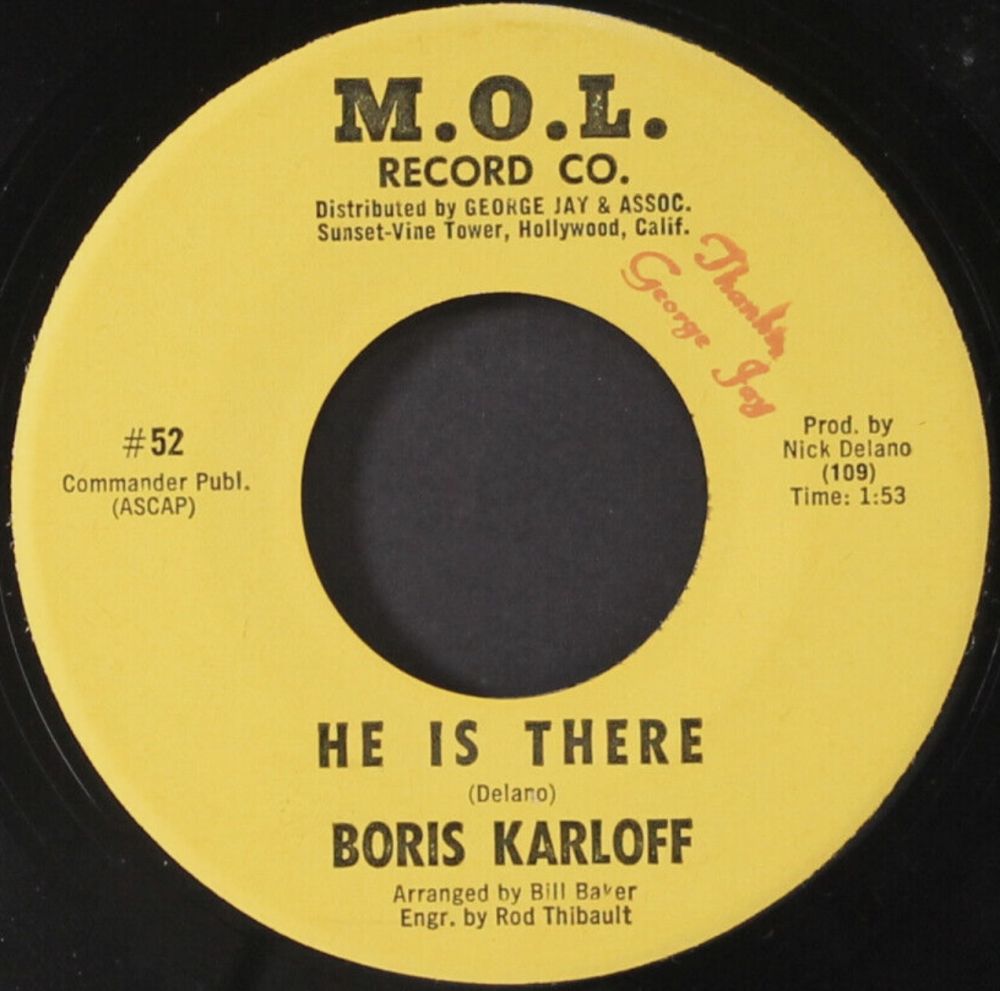 M.O.L.
RECORD CO.
Distributed by GEORGE JAY & ASSOC.
Sunset-Vine Tower, Hollywood, Calif.
George Jay
#52
Commander Publ.
(ASCAP)
Prod. by
Nick Delano
(109)
Time: 1:53
HE IS THERE
(Delano)
BORIS KARLOFF
Arranged by Bill Baker
Engr. by Rod Thibault